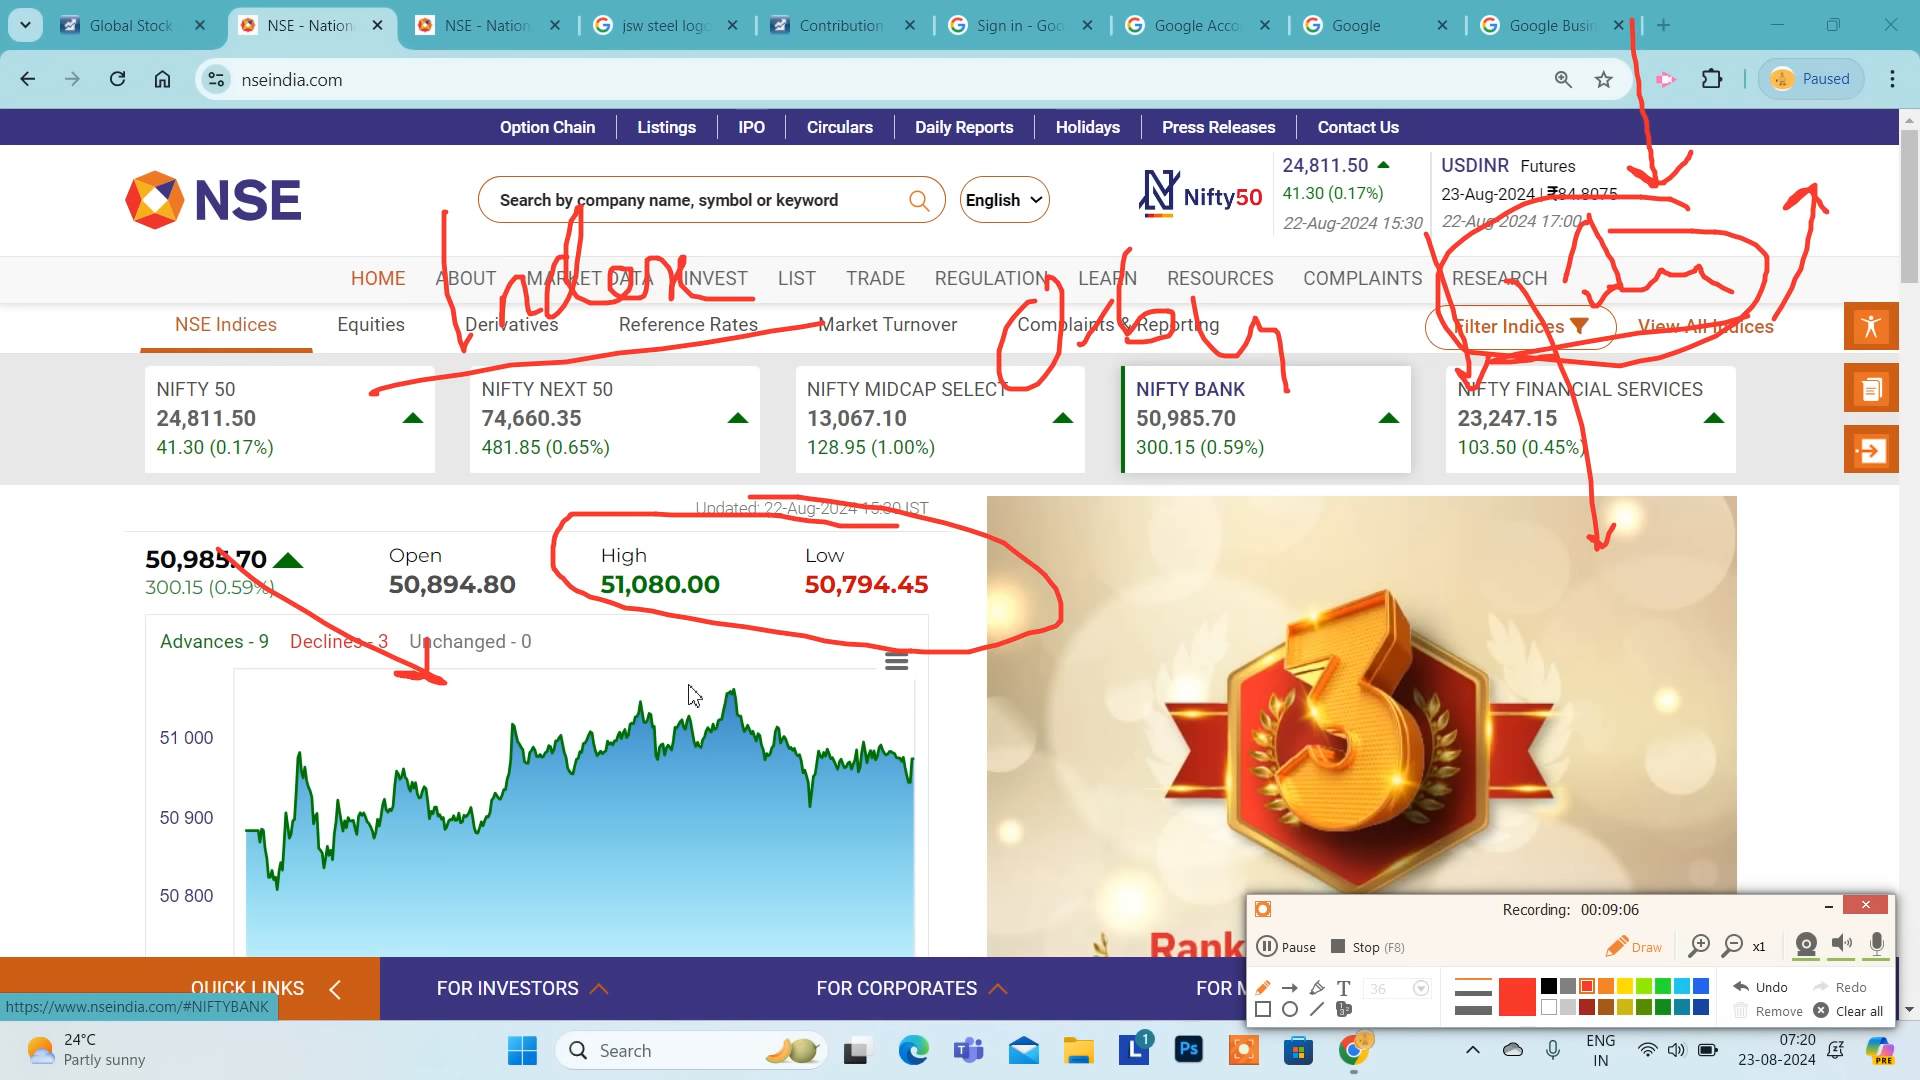 Global Stock
NSE - Nation
NSE - Nation
jsw steel logo
Contribution
Sign in - Goo
Google Acco
Google
Google Busin
nseindia.com
Paused
Option Chain
Listings
IPO
Circulars
Daily Reports
Holidays
Press Releases
Contact Us
NSE
Search by company name, symbol or keyword
English
Nifty50
24,811.50
41.30 (0.17%)
22-Aug-2024 15:30
USDINR Futures
23-Aug-2024 | ₹84.8075
22-Aug-2024 17:00
HOME
ABOUT
MARKET DATA
INVEST
LIST
TRADE
REGULATION
LEARN
RESOURCES
COMPLAINTS
RESEARCH
NSE Indices
Equities
Derivatives
Reference Rates
Market Turnover
Complaints & Reporting
Filter Indices
View All Indices
NIFTY 50
24,811.50
41.30 (0.17%)
NIFTY NEXT 50
74,660.35
481.85 (0.65%)
NIFTY MIDCAP SELECT
13,067.10
128.95 (1.00%)
NIFTY BANK
50,985.70
300.15 (0.59%)
NIFTY FINANCIAL SERVICES
23,247.15
103.50 (0.45%)
Updated: 22-Aug-2024 15:30 IST
50,985.70
300.15 (0.59%)
Open
50,894.80
High
51,080.00
Low
50,794.45
Advances - 9
Declines - 3
Unchanged - 0
51 000
50 900
50 800
3
Rank
Recording: 00:09:06
Pause
Stop (F8)
Draw
x1
T
36
Undo
Redo
Remove
Clear all
QUICK LINKS
FOR INVESTORS
FOR CORPORATES
FOR M
https://www.nseindia.com/#NIFTYBANK
24°C
Partly sunny
Search
1
L
Ps
PRE
ENG
IN
07:20
23-08-2024